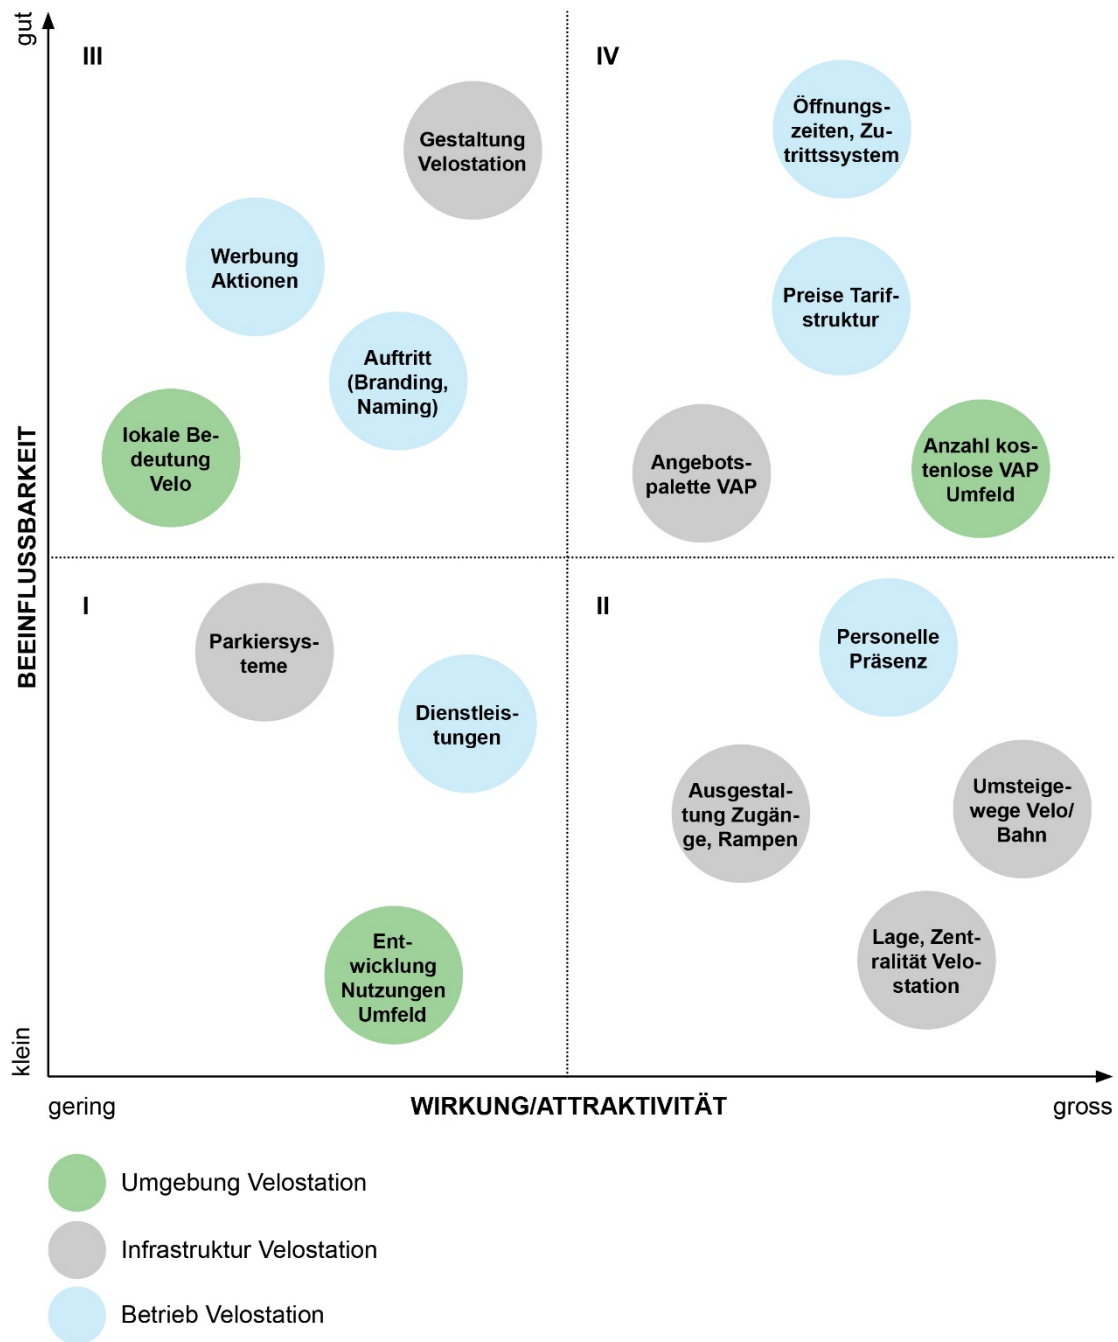 gut
III
IV
Öffnungs-
zeiten, Zu-
trittssystem
Gestaltung
Velostation
Werbung
Aktionen
Preise Tarif-
struktur
Auftritt
(Branding,
Naming)
lokale Be-
deutung
Velo
Angebots-
palette VAP
Anzahl kos-
tenlose VAP
Umfeld
BEEINFLUSSBARKEIT
I
II
Parkiersys-
teme
Personelle
Präsenz
Dienstleis-
tungen
Ausgestal-
tung Zugän-
ge, Rampen
Umsteige-
wege Velo/
Bahn
Ent-
wicklung
Nutzungen
Umfeld
Lage, Zent-
ralität Velo-
station
klein
gering
WIRKUNG/ATTRAKTIVITÄT
gross
Umgebung Velostation
Infrastruktur Velostation
Betrieb Velostation